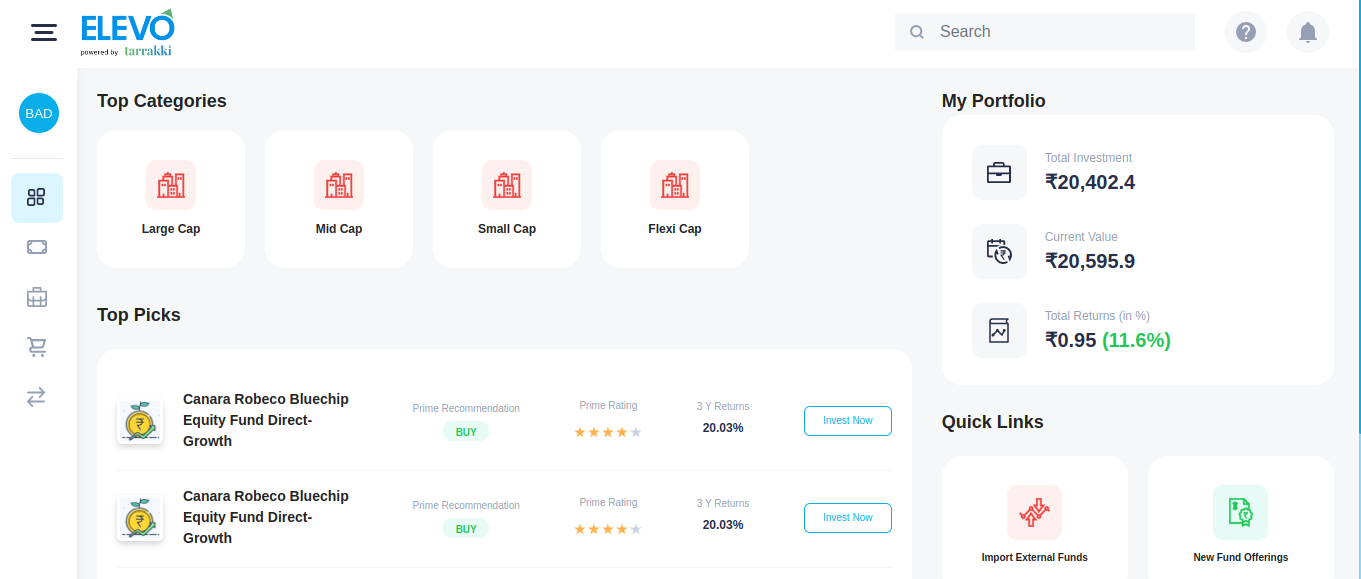 ELEVO
powered by tarrakki
Search
BAD
Top Categories
Large Cap
Mid Cap
Small Cap
Flexi Cap
Top Picks
Canara Robeco Bluechip
Equity Fund Direct-
Growth
Prime Recommendation
BUY
Prime Rating
3 Y Returns
20.03%
Invest Now
Canara Robeco Bluechip
Equity Fund Direct-
Growth
Prime Recommendation
BUY
Prime Rating
3 Y Returns
20.03%
Invest Now
My Portfolio
Total Investment
₹20,402.4
Current Value
₹20,595.9
Total Returns (in %)
₹0.95 (11.6%)
Quick Links
Import External Funds
New Fund Offerings